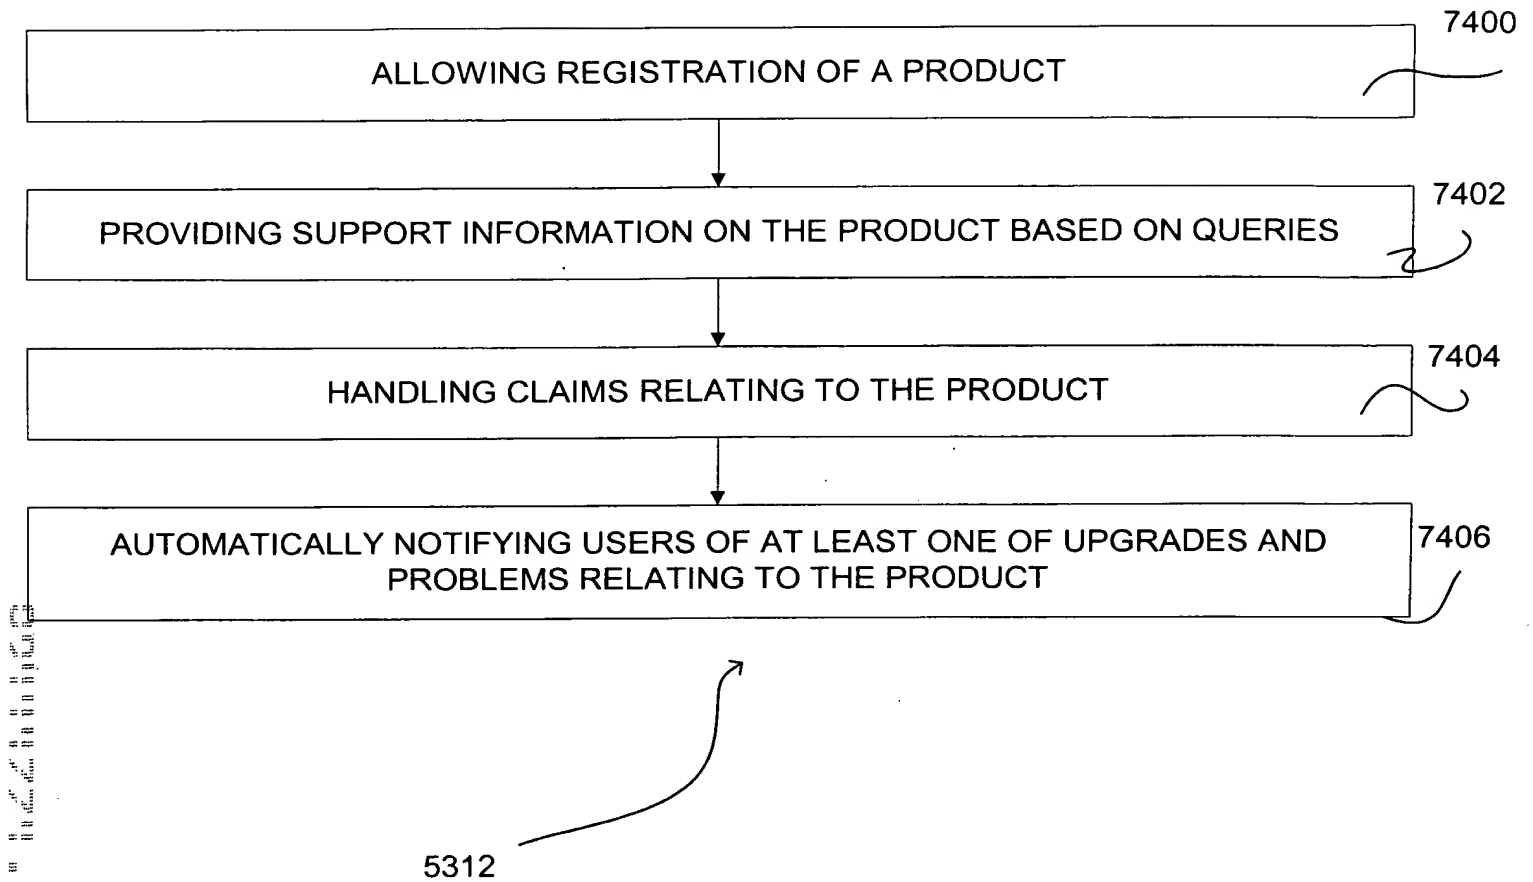 7400
ALLOWING REGISTRATION OF A PRODUCT
7402
PROVIDING SUPPORT INFORMATION ON THE PRODUCT BASED ON QUERIES
7404
HANDLING CLAIMS RELATING TO THE PRODUCT
7406
AUTOMATICALLY NOTIFYING USERS OF AT LEAST ONE OF UPGRADES AND
PROBLEMS RELATING TO THE PRODUCT
5312